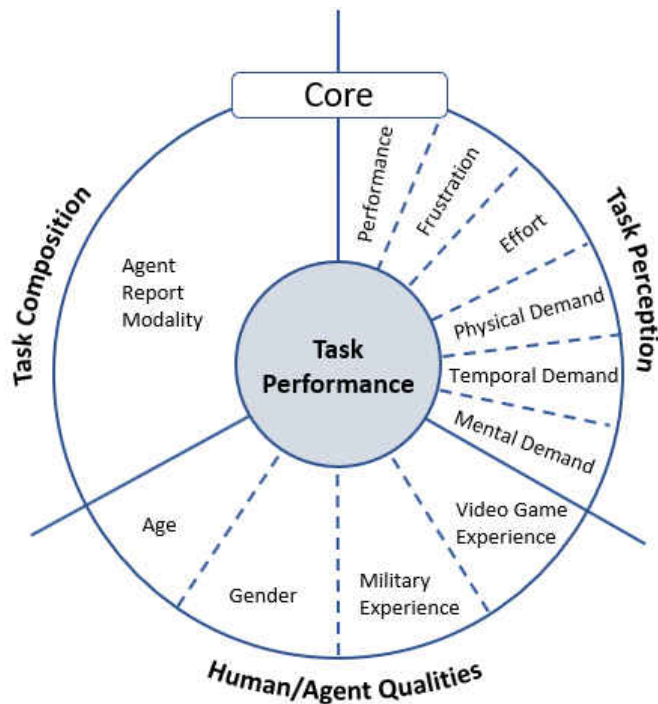 Core
Task Composition
Agent
Report
Modality
Performance
Frustration
Effort
Physical Demand
Temporal Demand
Mental Demand
Task Perception
Task
Performance
Age
Gender
Military
Experience
Video Game
Experience
Human/Agent Qualities